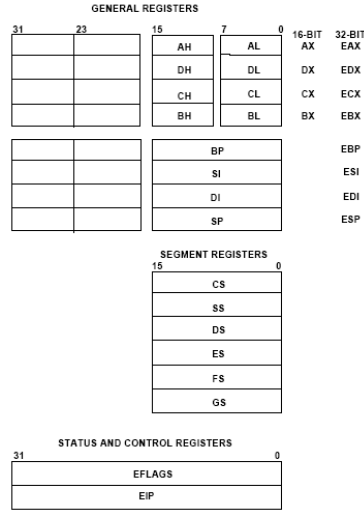 GENERAL REGISTERS
31 23 15 7 0 16-BIT 32-BIT
AH AL AX EAX
DH DL DX EDX
CH CL CX ECX
BH BL BX EBX
BP EBP
SI ESI
DI EDI
SP ESP
SEGMENT REGISTERS
15 0
CS
SS
DS
ES
FS
GS
STATUS AND CONTROL REGISTERS
31 0
EFLAGS
EIP